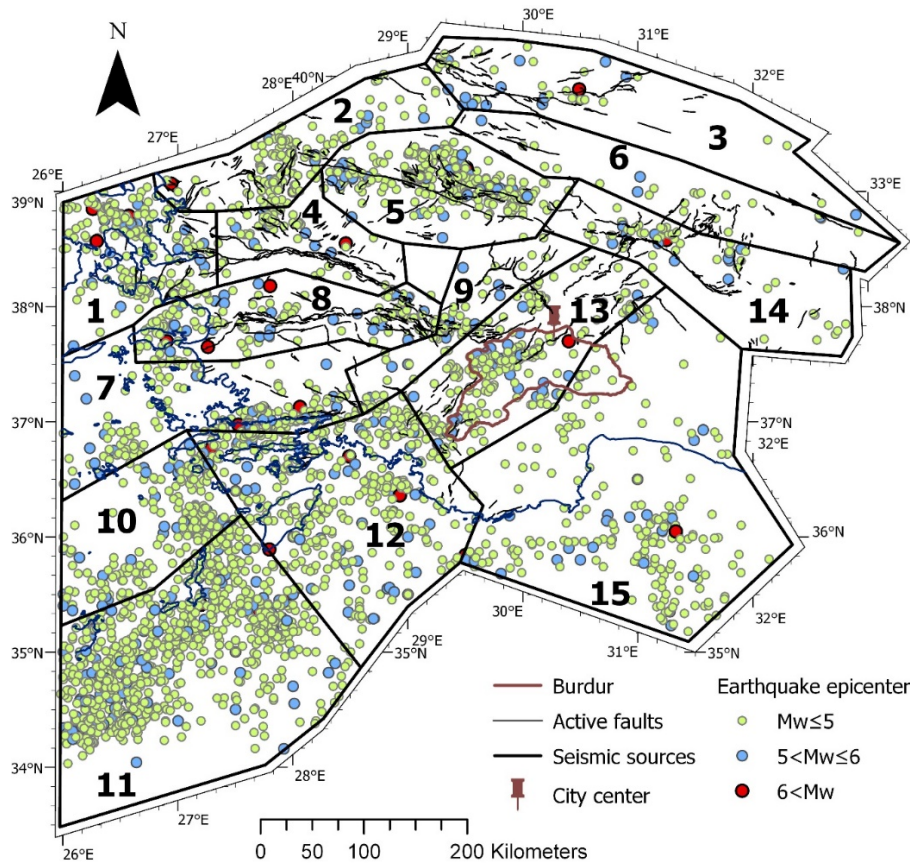 N
30°E
31°E
29°E
28°E
40°N
32°E
27°E
2
3
26°E
39°N
6
33°E
39°N
4
5
38°N
1
8
9
13
14
38°N
7
37°N
37°N
32°E
10
12
36°N
36°N
15
30°E
32°E
35°N
29°E
35°N
31°E
35°N
Burdur
Earthquake epicenter
Active faults
Mw≤5
Seismic sources
5<Mw≤6
City center
6<Mw
34°N
11
28°E
27°E
26°E
0 50 100 200 Kilometers